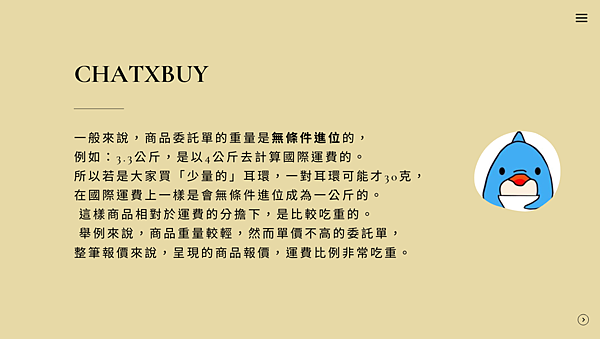 CHATXBUY
一般來說，商品委託單的重量是無條件進位的，
例如：3.3公斤，是以4公斤去計算國際運費的。
所以若是大家買「少量的」耳環，一對耳環可能才30克，
在國際運費上一樣是會無條件進位成為一公斤的。
這樣商品相對於運費的分擔下，是比較吃重的。
舉例來說，商品重量較輕，然而單價不高的委託單，
整筆報價來說，呈現的商品報價，運費比例非常吃重。